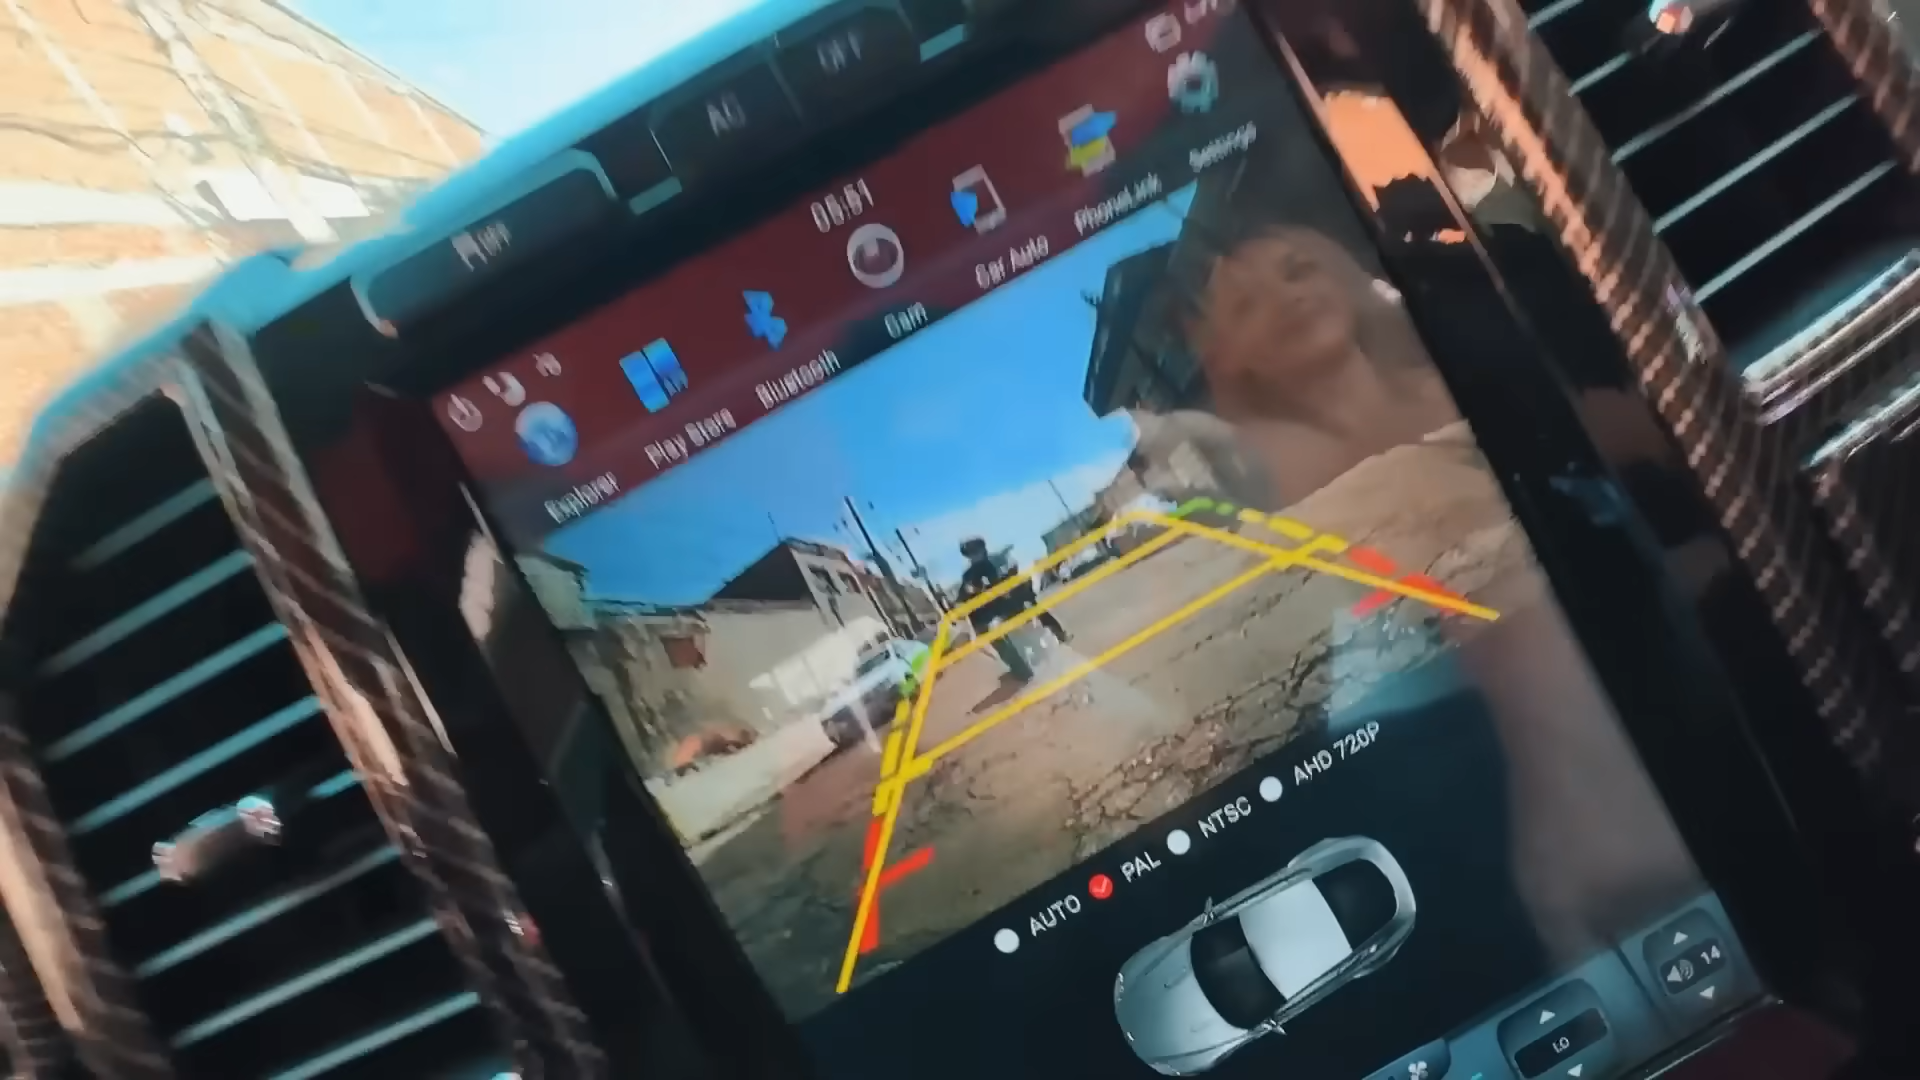 OFF
AC
05:51
Explorer
Play Store
Bluetooth
Cam
Car Auto
PhoneLink
Settings
AUTO
PAL
NTSC
AHD 720P
LO
14